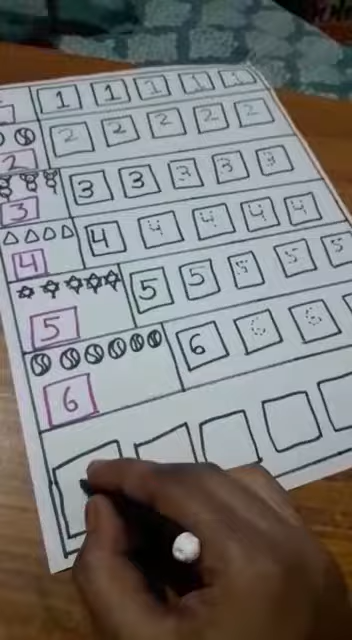 1 1 1 1 1
2 2 2 2 2 2
3 3 3 3 3 3
4 4 4 4 4 4
5 5 5 5 5 5
6 6 6 6